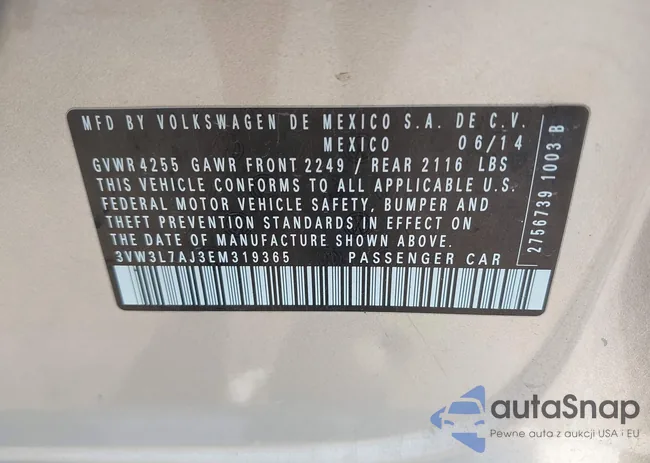 MFD BY VOLKSWAGEN DE MEXICO S.A. DE C.V.
MEXICO 06/14
GVWR 4255 GAWR FRONT 2249 / REAR 2116 LBS
THIS VEHICLE CONFORMS TO ALL APPLICABLE U.S.
FEDERAL MOTOR VEHICLE SAFETY, BUMPER AND
THEFT PREVENTION STANDARDS IN EFFECT ON
THE DATE OF MANUFACTURE SHOWN ABOVE.
3VW3L7AJ3EM319365 PASSENGER CAR
2756739 1003 B
autoSnap
Pewne auta z aukcji USA i EU